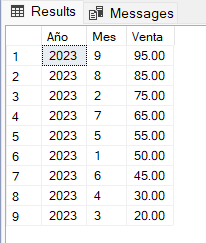 Results Messages
Año Mes Venta
1 2023 9 95.00
2 2023 8 85.00
3 2023 2 75.00
4 2023 7 65.00
5 2023 5 55.00
6 2023 1 50.00
7 2023 6 45.00
8 2023 4 30.00
9 2023 3 20.00